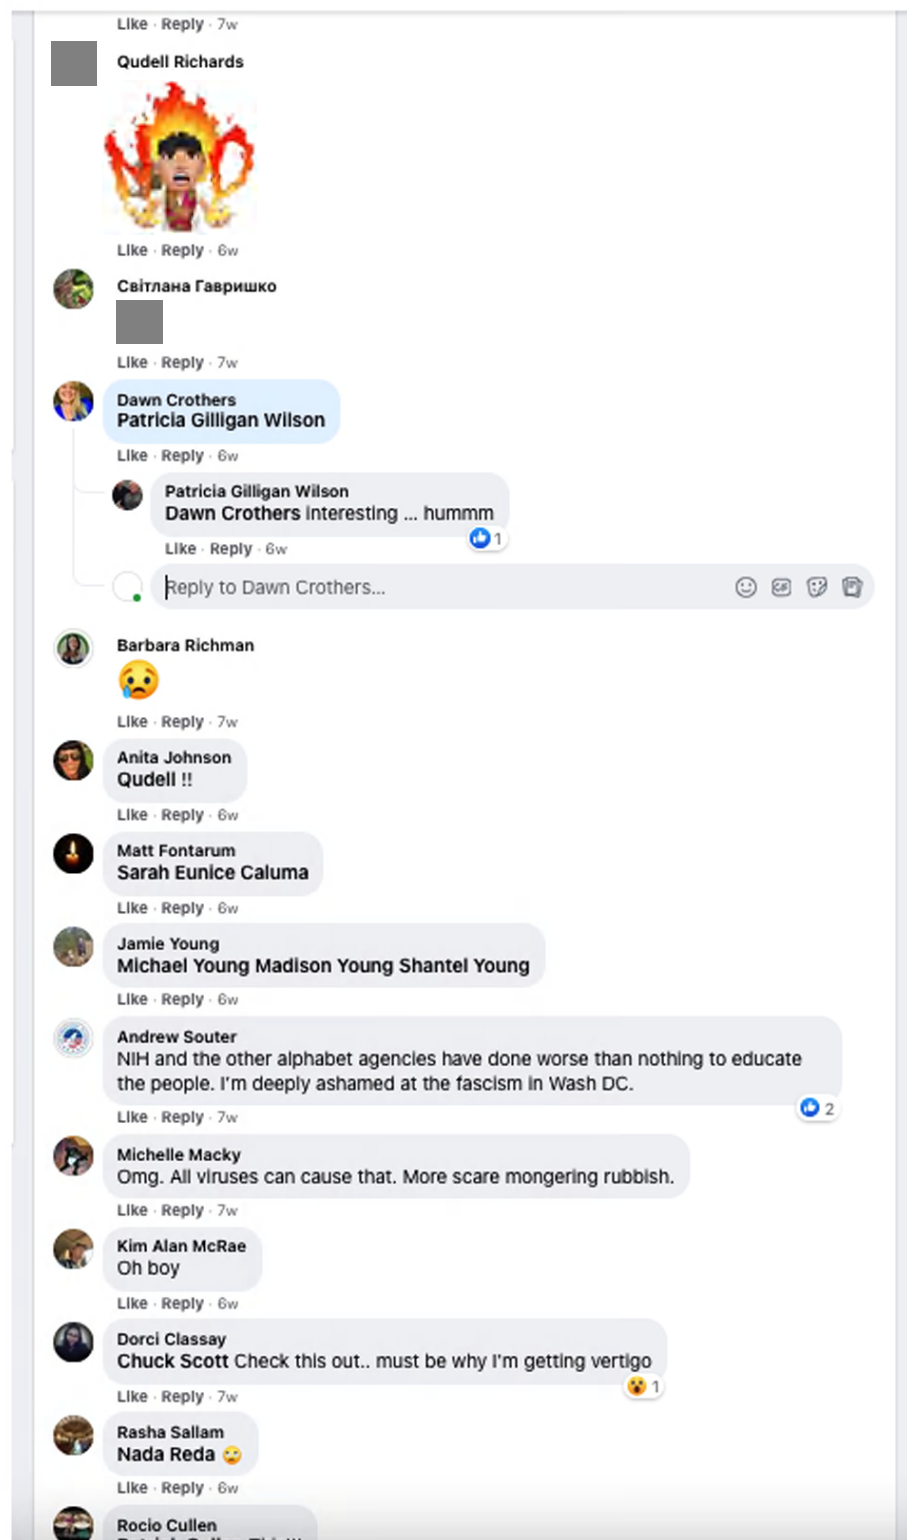 Like · Reply · 7w
Qudell Richards
NO
Like · Reply · 6w
Світлана Гавришко
Like · Reply · 7w
Dawn Crothers
Patricia Gilligan Wilson
Like · Reply · 6w
Patricia Gilligan Wilson
Dawn Crothers interesting ... hummm
1
Like · Reply · 6w
Reply to Dawn Crothers...
GIF
Barbara Richman
Like · Reply · 7w
Anita Johnson
Qudell !!
Like · Reply · 6w
Matt Fontarum
Sarah Eunice Caluma
Like · Reply · 6w
Jamie Young
Michael Young Madison Young Shantel Young
Like · Reply · 6w
Andrew Souter
NIH and the other alphabet agencies have done worse than nothing to educate
the people. I'm deeply ashamed at the fascism in Wash DC.
2
Like · Reply · 7w
Michelle Macky
Omg. All viruses can cause that. More scare mongering rubbish.
Like · Reply · 7w
Kim Alan McRae
Oh boy
Like · Reply · 6w
Dorci Classay
Chuck Scott Check this out.. must be why I'm getting vertigo
1
Like · Reply · 7w
Rasha Sallam
Nada Reda 🙄
Like · Reply · 6w
Rocio Cullen